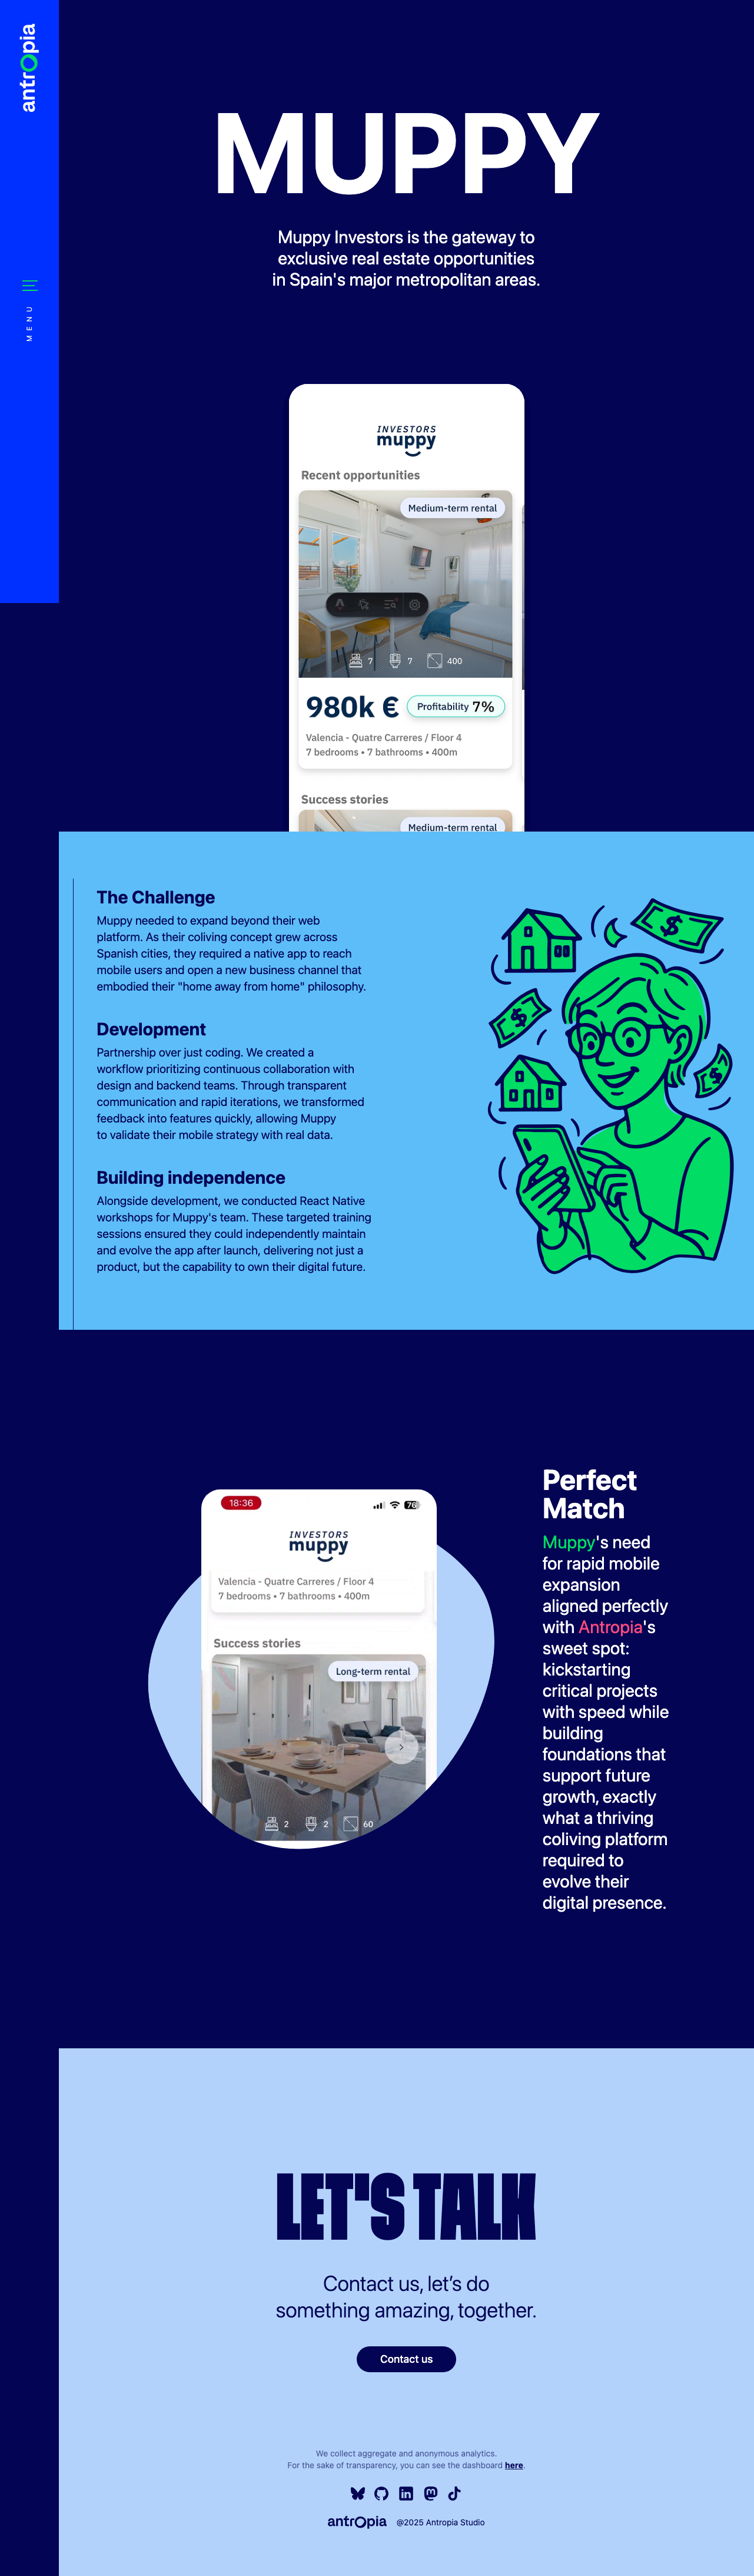 antropia
MENU
MUPPY
Muppy Investors is the gateway to
exclusive real estate opportunities
in Spain's major metropolitan areas.
INVESTORS
muppy
Recent opportunities
Medium-term rental
7 7 400
980k € Profitability 7%
Valencia - Quatre Carreres / Floor 4
7 bedrooms • 7 bathrooms • 400m
Success stories
Medium-term rental
The Challenge
Muppy needed to expand beyond their web
platform. As their coliving concept grew across
Spanish cities, they required a native app to reach
mobile users and open a new business channel that
embodied their "home away from home" philosophy.
Development
Partnership over just coding. We created a
workflow prioritizing continuous collaboration with
design and backend teams. Through transparent
communication and rapid iterations, we transformed
feedback into features quickly, allowing Muppy
to validate their mobile strategy with real data.
Building independence
Alongside development, we conducted React Native
workshops for Muppy's team. These targeted training
sessions ensured they could independently maintain
and evolve the app after launch, delivering not just a
product, but the capability to own their digital future.
$
$
$
18:36
76
INVESTORS
muppy
Valencia - Quatre Carreres / Floor 4
7 bedrooms • 7 bathrooms • 400m
Success stories
Long-term rental
2 2 60
Perfect
Match
Muppy's need
for rapid mobile
expansion
aligned perfectly
with Antropia's
sweet spot:
kickstarting
critical projects
with speed while
building
foundations that
support future
growth, exactly
what a thriving
coliving platform
required to
evolve their
digital presence.
LET'S TALK
Contact us, let’s do
something amazing, together.
Contact us
We collect aggregate and anonymous analytics.
For the sake of transparency, you can see the dashboard here.
antropia @2025 Antropia Studio